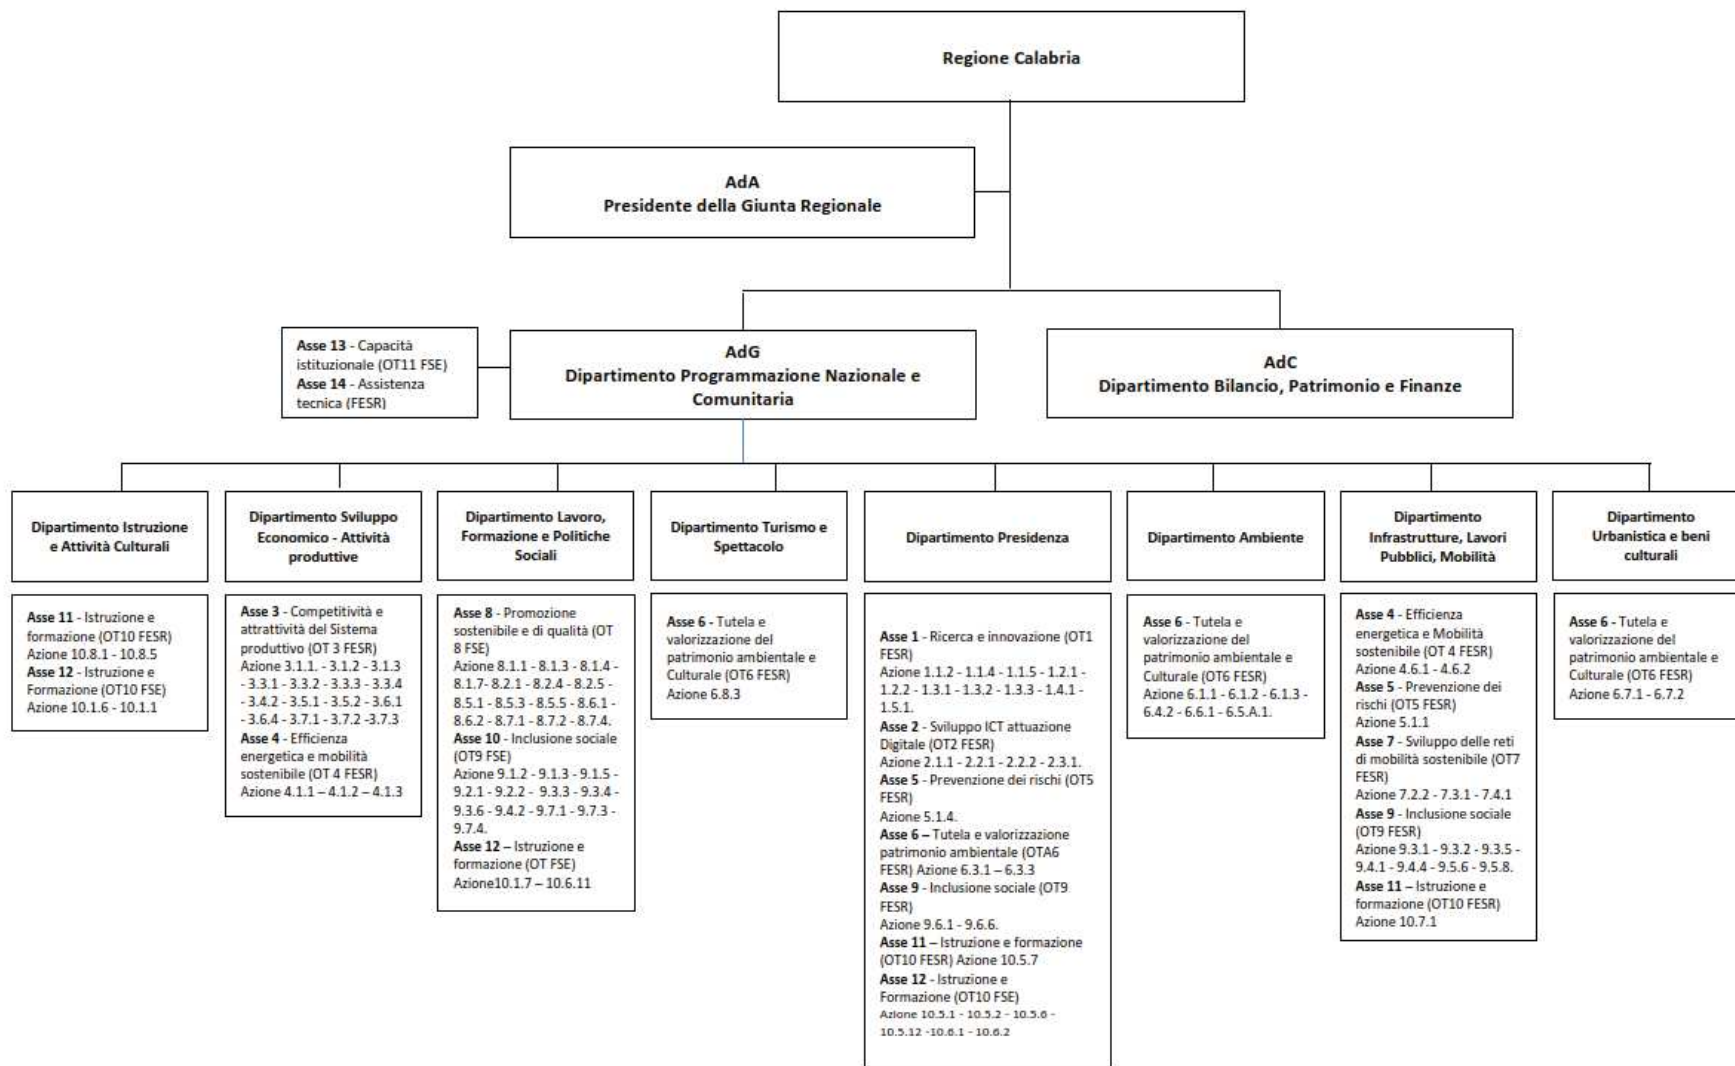 Regione Calabria
AdA
Presidente della Giunta Regionale
Asse 13 - Capacità
istituzionale (OT11 FSE)
Asse 14 - Assistenza
tecnica (FESR)
AdG
Dipartimento Programmazione Nazionale e
Comunitaria
AdC
Dipartimento Bilancio, Patrimonio e Finanze
Dipartimento Istruzione
e Attività Culturali
Dipartimento Sviluppo
Economico - Attività
produttive
Dipartimento Lavoro,
Formazione e Politiche
Sociali
Dipartimento Turismo e
Spettacolo
Dipartimento Presidenza
Dipartimento Ambiente
Dipartimento
Infrastrutture, Lavori
Pubblici, Mobilità
Dipartimento
Urbanistica e beni
culturali
Asse 11 - Istruzione e
formazione (OT10 FESR)
Azione 10.8.1 - 10.8.5
Asse 12 - Istruzione e
Formazione (OT10 FSE)
Azione 10.1.6 - 10.1.1
Asse 3 - Competitività e
attrattività del Sistema
produttivo (OT 3 FESR)
Azione 3.1.1. - 3.1.2 - 3.1.3
- 3.3.1 - 3.3.2 - 3.3.3 - 3.3.4
- 3.4.2 - 3.5.1 - 3.5.2 - 3.6.1
- 3.6.4 - 3.7.1 - 3.7.2 -3.7.3
Asse 4 - Efficienza
energetica e mobilità
sostenibile (OT 4 FESR)
Azione 4.1.1 – 4.1.2 – 4.1.3
Asse 8 - Promozione
sostenibile e di qualità (OT
8 FSE)
Azione 8.1.1 - 8.1.3 - 8.1.4 -
8.1.7- 8.2.1 - 8.2.4 - 8.2.5 -
8.5.1 - 8.5.3 - 8.5.5 - 8.6.1 -
8.6.2 - 8.7.1 - 8.7.2 - 8.7.4.
Asse 10 - Inclusione sociale
(OT9 FSE)
Azione 9.1.2 - 9.1.3 - 9.1.5 -
9.2.1 - 9.2.2 - 9.3.3 - 9.3.4 -
9.3.6 - 9.4.2 - 9.7.1 - 9.7.3 -
9.7.4.
Asse 12 – Istruzione e
formazione (OT FSE)
Azione10.1.7 – 10.6.11
Asse 6 - Tutela e
valorizzazione del
patrimonio ambientale e
Culturale (OT6 FESR)
Azione 6.8.3
Asse 1 - Ricerca e innovazione (OT1
FESR)
Azione 1.1.2 - 1.1.4 - 1.1.5 - 1.2.1 -
1.2.2 - 1.3.1 - 1.3.2 - 1.3.3 - 1.4.1 -
1.5.1.
Asse 2 - Sviluppo ICT attuazione
Digitale (OT2 FESR)
Azione 2.1.1 - 2.2.1 - 2.2.2 - 2.3.1.
Asse 5 - Prevenzione dei rischi (OT5
FESR)
Azione 5.1.4.
Asse 6 – Tutela e valorizzazione
patrimonio ambientale (OTA6
FESR) Azione 6.3.1 – 6.3.3
Asse 9 - Inclusione sociale (OT9
FESR)
Azione 9.6.1 - 9.6.6.
Asse 11 – Istruzione e formazione
(OT10 FESR) Azione 10.5.7
Asse 12 - Istruzione e
Formazione (OT10 FSE)
Azione 10.5.1 - 10.5.2 - 10.5.6 -
10.5.12 -10.6.1 - 10.6.2
Asse 6 - Tutela e
valorizzazione del
patrimonio ambientale e
Culturale (OT6 FESR)
Azione 6.1.1 - 6.1.2 - 6.1.3 -
6.4.2 - 6.6.1 - 6.5.A.1.
Asse 4 - Efficienza
energetica e Mobilità
sostenibile (OT 4 FESR)
Azione 4.6.1 - 4.6.2
Asse 5 - Prevenzione dei
rischi (OT5 FESR)
Azione 5.1.1
Asse 7 - Sviluppo delle reti
di mobilità sostenibile (OT7
FESR)
Azione 7.2.2 - 7.3.1 - 7.4.1
Asse 9 - Inclusione sociale
(OT9 FESR)
Azione 9.3.1 - 9.3.2 - 9.3.5 -
9.4.1 - 9.4.4 - 9.5.6 - 9.5.8.
Asse 11 – Istruzione e
formazione (OT10 FESR)
Azione 10.7.1
Asse 6 - Tutela e
valorizzazione del
patrimonio ambientale e
Culturale (OT6 FESR)
Azione 6.7.1 - 6.7.2